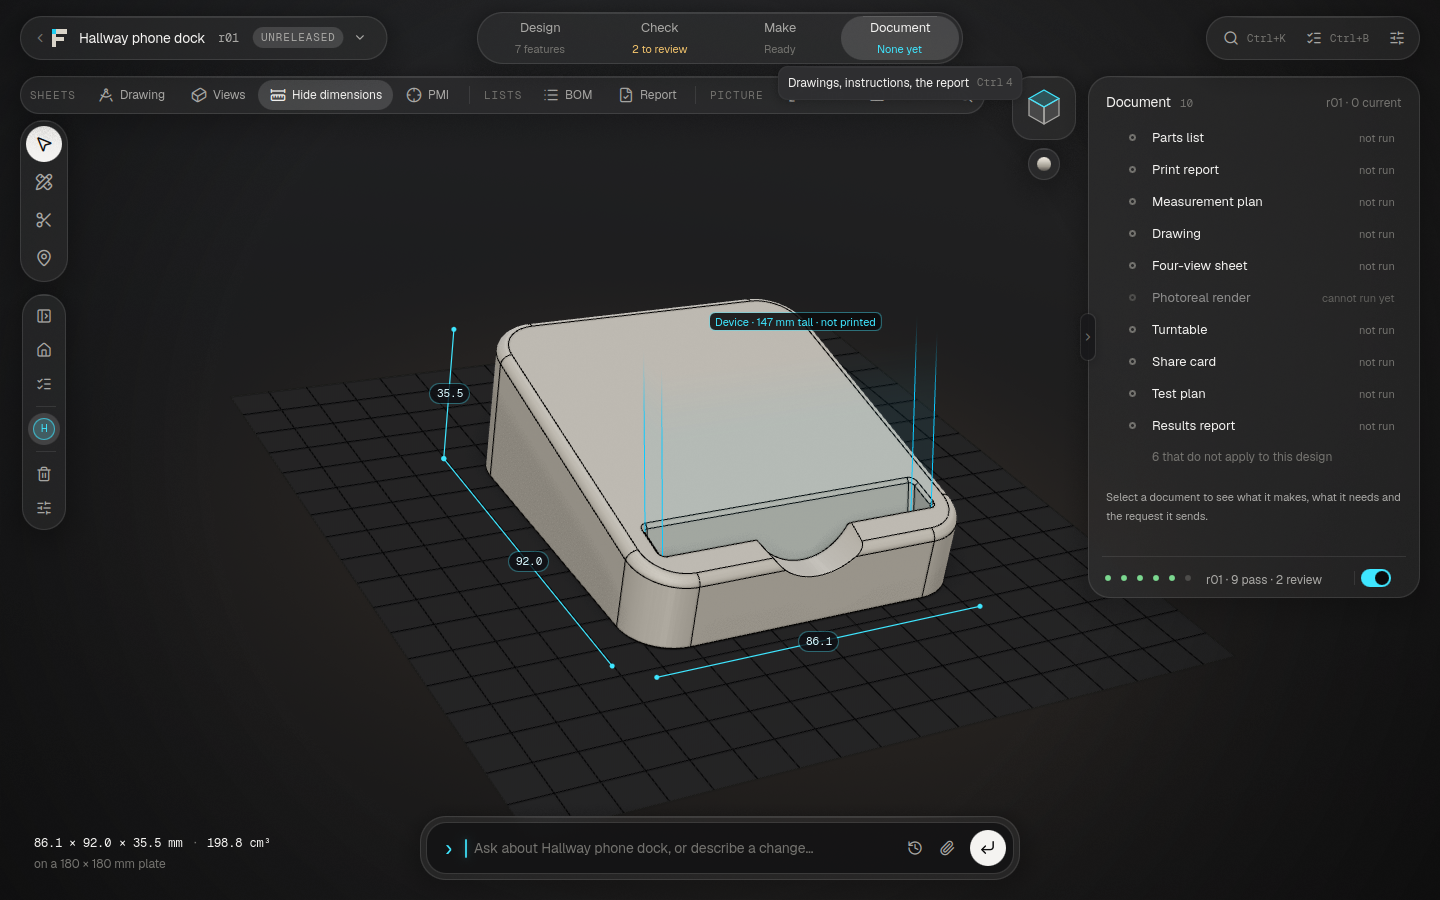 Hallway phone dock r01 UNRELEASED
Design
7 features
Check
2 to review
Make
Ready
Document
None yet
Ctrl+K
Ctrl+B
SHEETS
Drawing
Views
Hide dimensions
PMI
LISTS
BOM
Report
PICTURE
Drawings, instructions, the report Ctrl 4
Document 10
r01 · 0 current
Parts list not run
Print report not run
Measurement plan not run
Drawing not run
Four-view sheet not run
Photoreal render cannot run yet
Turntable not run
Share card not run
Test plan not run
Results report not run
6 that do not apply to this design
Select a document to see what it makes, what it needs and
the request it sends.
r01 · 9 pass · 2 review
H
Device · 147 mm tall · not printed
35.5
92.0
86.1
86.1 × 92.0 × 35.5 mm · 198.8 cm³
on a 180 × 180 mm plate
Ask about Hallway phone dock, or describe a change…